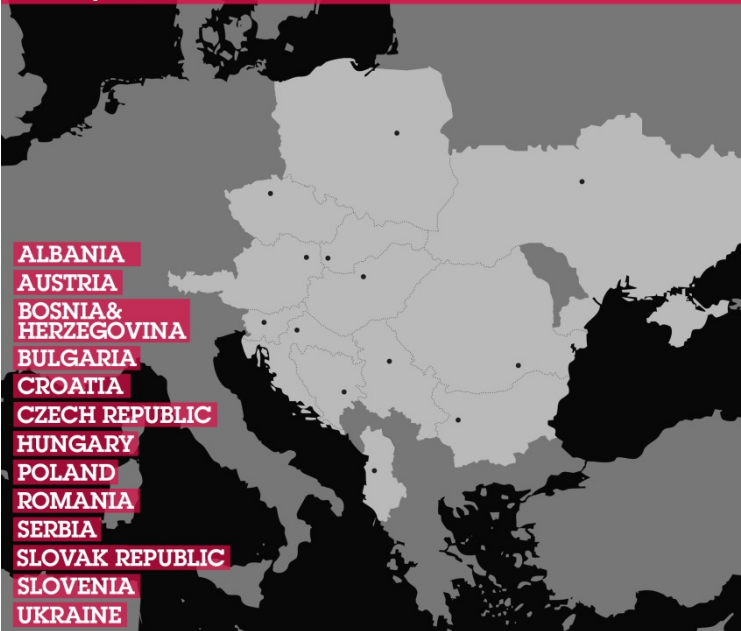 ALBANIA
AUSTRIA
BOSNIA&
HERZEGOVINA
BULGARIA
CROATIA
CZECH REPUBLIC
HUNGARY
POLAND
ROMANIA
SERBIA
SLOVAK REPUBLIC
SLOVENIA
UKRAINE